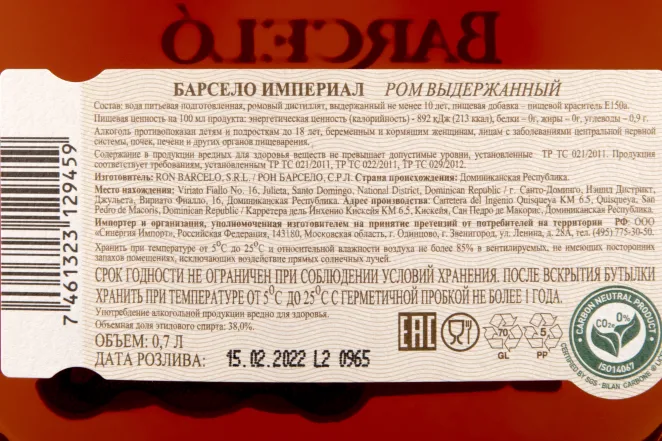 BARCELÓ
БАРСЕЛО ИМПЕРИАЛ РОМ ВЫДЕРЖАННЫЙ
Состав: вода питьевая подготовленная, ромовый дистиллят, выдержанный не менее 10 лет, пищевая добавка – пищевой краситель Е150а.
Пищевая ценность на 100 мл продукта: энергетическая ценность (калорийность) - 892 кДж (213 ккал), белки – 0г, жиры – 0г, углеводы – 0,9 г.
Алкоголь противопоказан детям и подросткам до 18 лет, беременным и кормящим женщинам, лицам с заболеваниями центральной нервной
системы, почек, печени и других органов пищеварения.
Содержание в продукции вредных для здоровья веществ не превышает допустимые уровни, установленные ТР ТС 021/2011. Продукция
соответствует требованиям, установленным ТР ТС 021/2011, ТР ТС 022/2011, ТР ТС 029/2012.
Изготовитель: RON BARCELO, S.R.L. / РОН БАРСЕЛО, С.Р.Л. Страна происхождения: Доминиканская Республика.
Место нахождения: Viriato Fiallo No. 16, Julieta, Santo Domingo, National District, Dominican Republic / г. Санто-Доминго, Нэшнл Дистрикт,
Джульета, Вириато Фиалло, 16, Доминиканская Республика. Адрес производства: Carretera del Ingenio Quisqueya KM 6.5, Quisqueya, San
Pedro de Macoris, Dominican Republic / Карретера дель Инхенио Кискейя КМ 6.5, Кискейя, Сан Педро де Макорис, Доминиканская Республика.
Импортер и организация, уполномоченная изготовителем на принятие претензий от потребителей на территории РФ: ООО
«Синергия Импорт», Российская Федерация, 143180, Московская область, г. Одинцово, г. Звенигород, ул. Ленина, д. 28А, тел. (495) 775-30-50.
Хранить при температуре от 5⁰С до 25⁰С и относительной влажности воздуха не более 85% в вентилируемых, не имеющих посторонних
запахов помещениях, исключающих воздействие прямых солнечных лучей.
СРОК ГОДНОСТИ НЕ ОГРАНИЧЕН ПРИ СОБЛЮДЕНИИ УСЛОВИЙ ХРАНЕНИЯ. ПОСЛЕ ВСКРЫТИЯ БУТЫЛКИ
ХРАНИТЬ ПРИ ТЕМПЕРАТУРЕ ОТ 5⁰С ДО 25⁰С С ГЕРМЕТИЧНОЙ ПРОБКОЙ НЕ БОЛЕЕ 1 ГОДА.
Употребление алкогольной продукции вредно для здоровья.
Объемная доля этилового спирта: 38,0%.
ОБЪЕМ: 0,7 Л
ДАТА РОЗЛИВА: 15.02.2022 L2 0965
EAC
70
GL
5
PP
CARBON NEUTRAL PRODUCT
CO₂e 0%
ISO14067
CERTIFIED BY SGS - BILAN CARBONE
7 461323 129459